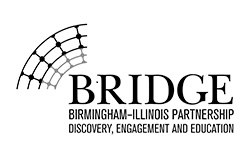 BRIDGE
BIRMINGHAM-ILLINOIS PARTNERSHIP
DISCOVERY, ENGAGEMENT AND EDUCATION